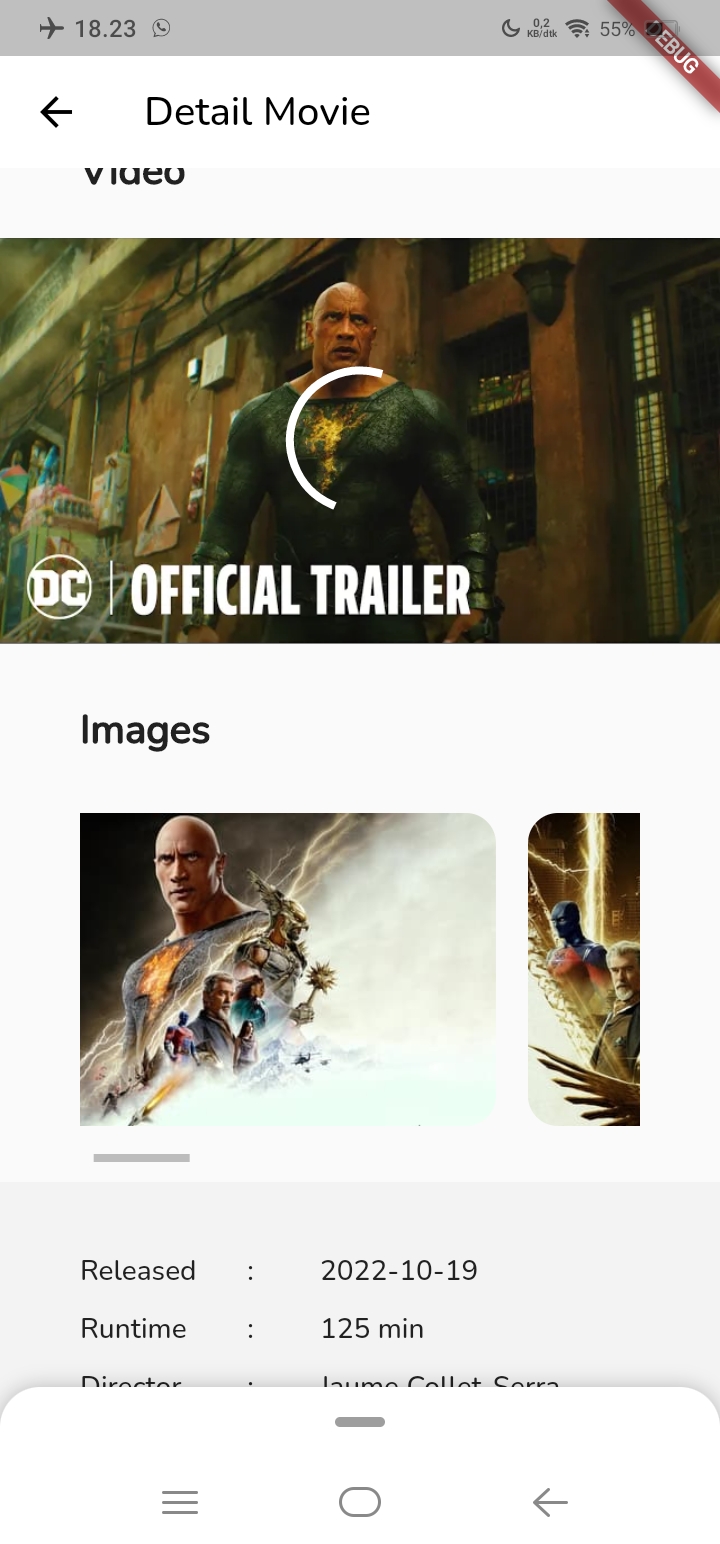 18.23
0,2
KB/dtk
55%
Detail Movie
Video
DC
OFFICIAL TRAILER
Images
Released : 2022-10-19
Runtime : 125 min
Director : Jaume Collet-Serra